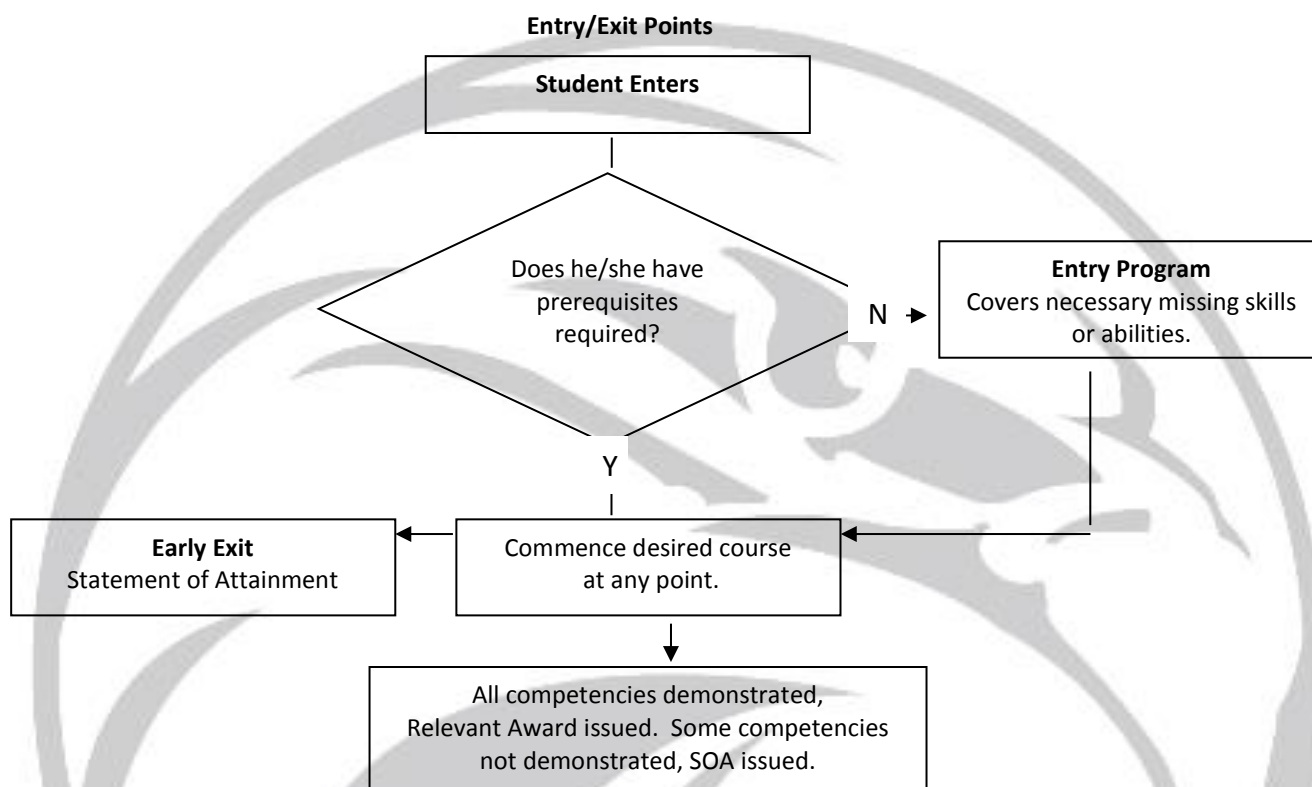 Entry/Exit Points
Student Enters
Does he/she have
prerequisites
required?
N
Entry Program
Covers necessary missing skills
or abilities.
Y
Early Exit
Statement of Attainment
Commence desired course
at any point.
All competencies demonstrated,
Relevant Award issued.  Some competencies
not demonstrated, SOA issued.